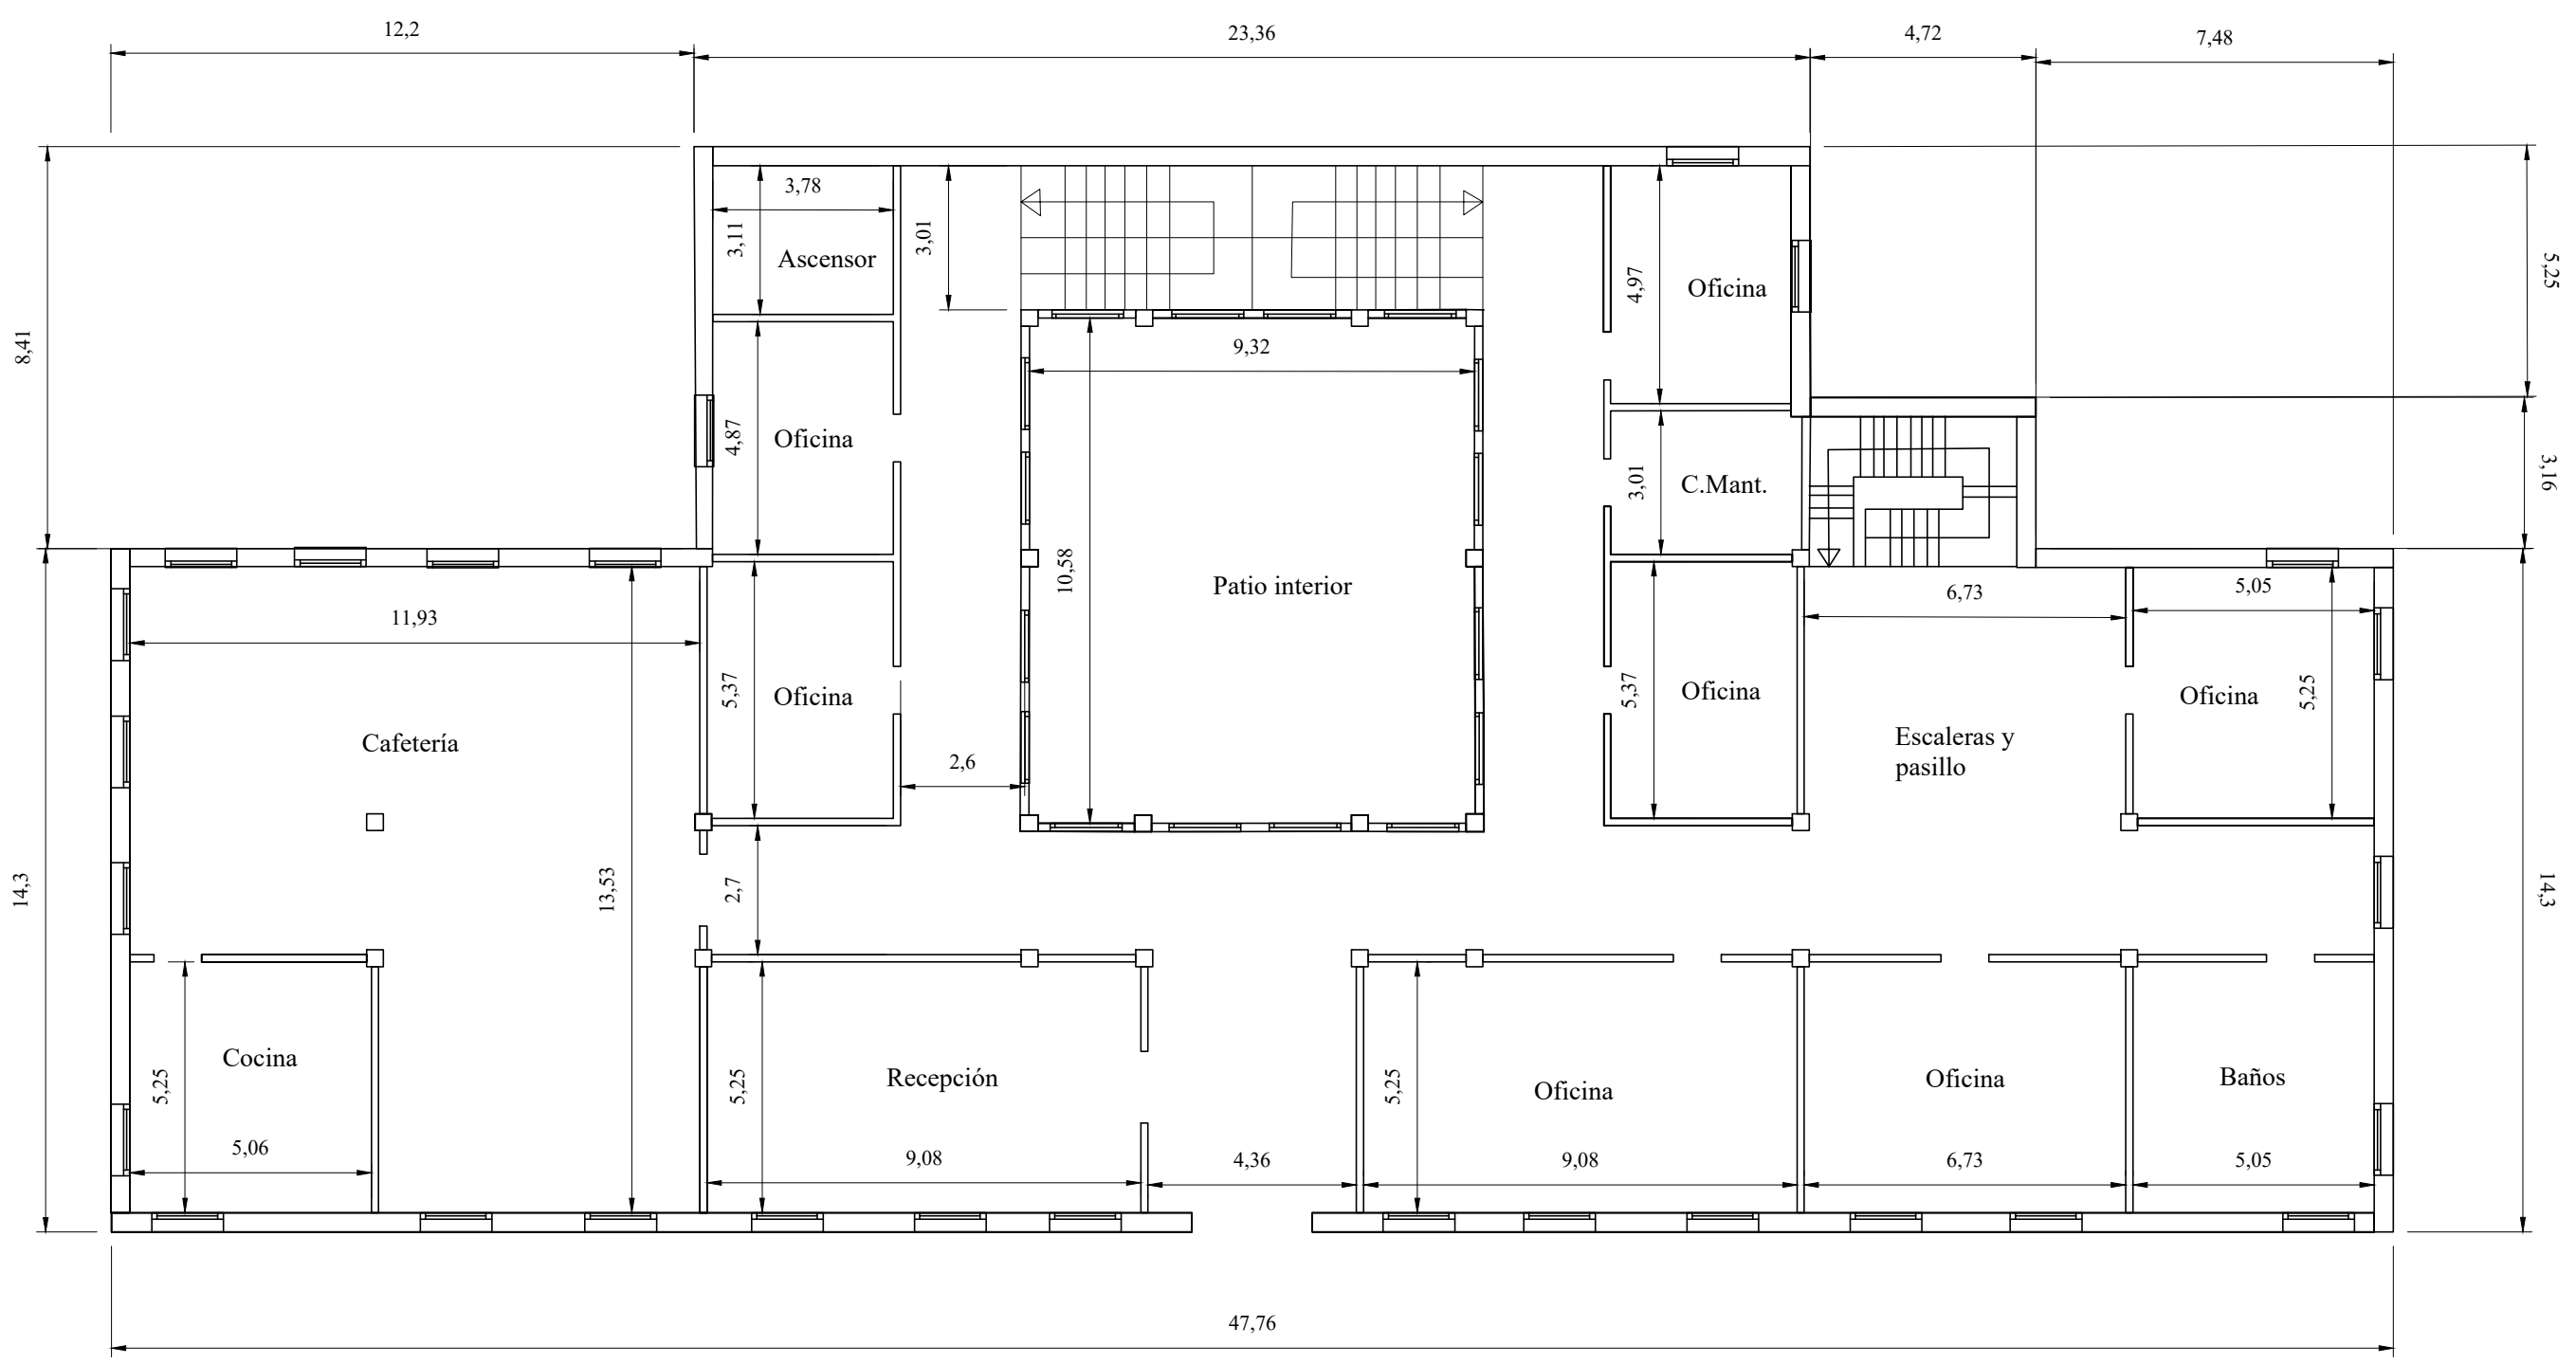 12,2
23,36
4,72
7,48
3,78
3,11
Ascensor
3,01
4,97
Oficina
5,25
8,41
9,32
4,87
Oficina
3,01
C.Mant.
3,16
10,58
Patio interior
11,93
6,73
5,05
5,37
Oficina
5,37
Oficina
Oficina
5,25
Cafetería
Escaleras y
pasillo
2,6
14,3
13,53
2,7
14,3
Cocina
5,25
5,06
Recepción
5,25
9,08
4,36
5,25
Oficina
9,08
Oficina
6,73
Baños
5,05
47,76